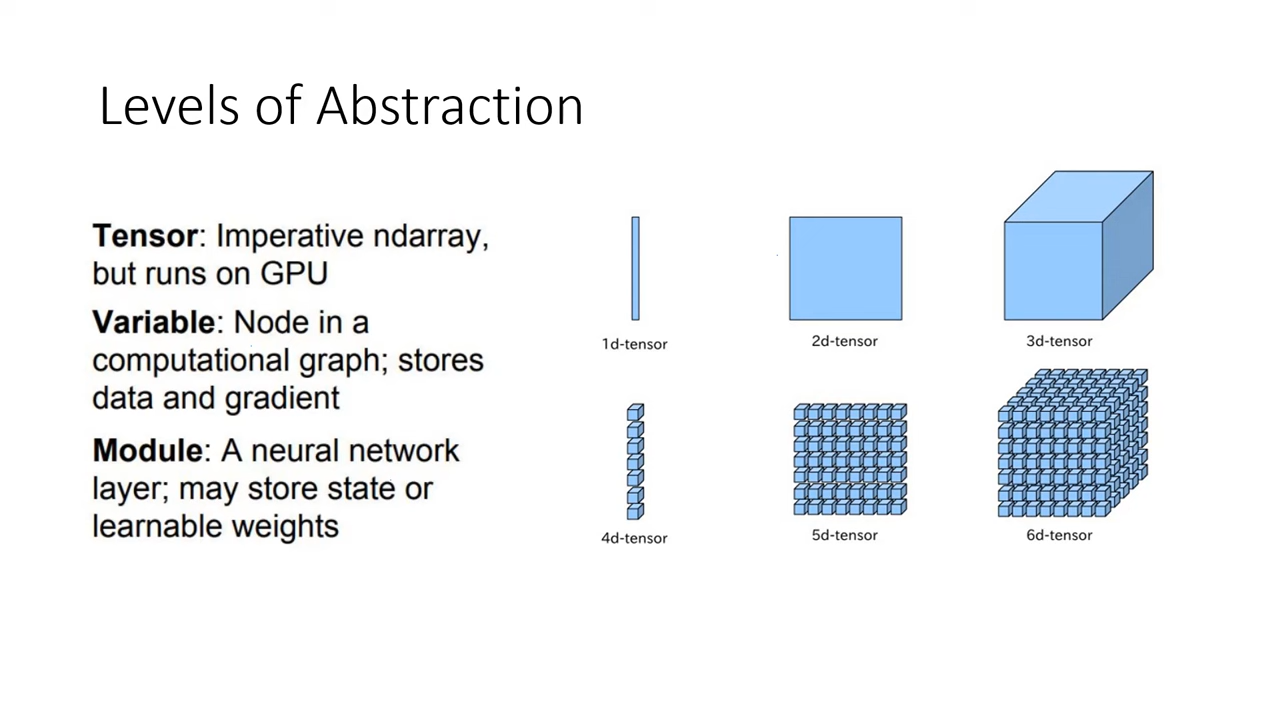 Levels of Abstraction
Tensor: Imperative ndarray,
but runs on GPU
Variable: Node in a
computational graph; stores
data and gradient
Module: A neural network
layer; may store state or
learnable weights
1d-tensor
2d-tensor
3d-tensor
4d-tensor
5d-tensor
6d-tensor